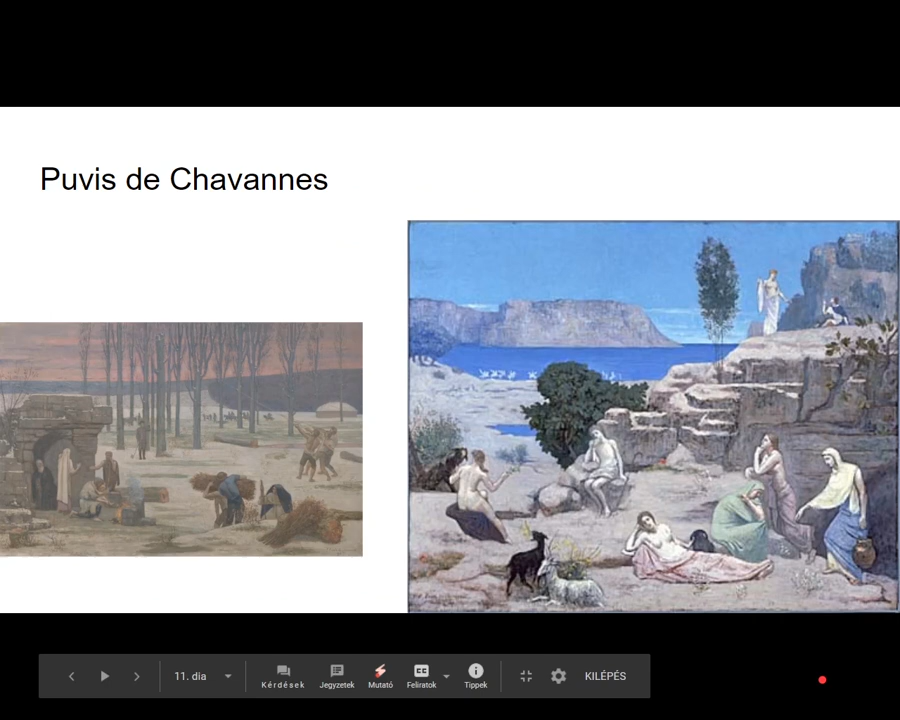 Puvis de Chavannes
11. dia
Kérdések
Jegyzetek
Mutató
Feliratok
Tippek
KILÉPÉS